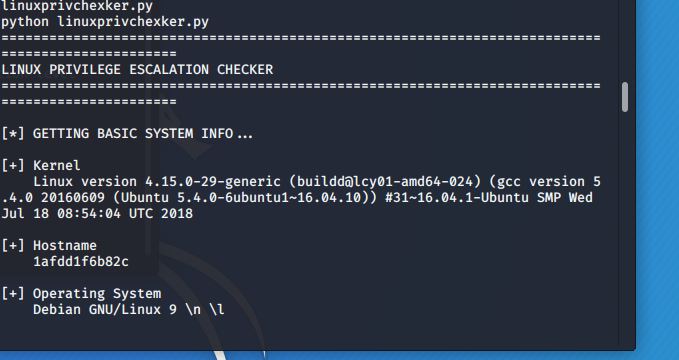 linuxprivchexker.py
python linuxprivchexker.py
===========================================================================
======================
LINUX PRIVILEGE ESCALATION CHECKER
===========================================================================
======================
[*] GETTING BASIC SYSTEM INFO...
[+] Kernel
Linux version 4.15.0-29-generic (buildd@lcy01-amd64-024) (gcc version 5
.4.0 20160609 (Ubuntu 5.4.0-6ubuntu1~16.04.10)) #31~16.04.1-Ubuntu SMP Wed
Jul 18 08:54:04 UTC 2018
[+] Hostname
1afdd1f6b82c
[+] Operating System
Debian GNU/Linux 9 \n \l